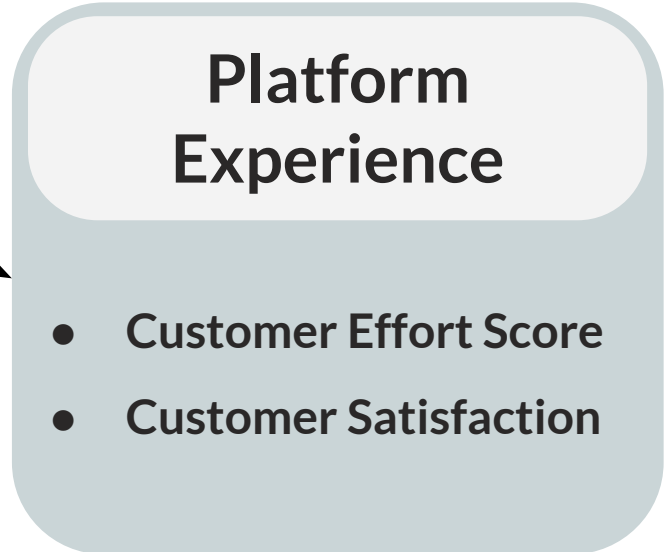 Platform
Experience
● Customer Effort Score
● Customer Satisfaction